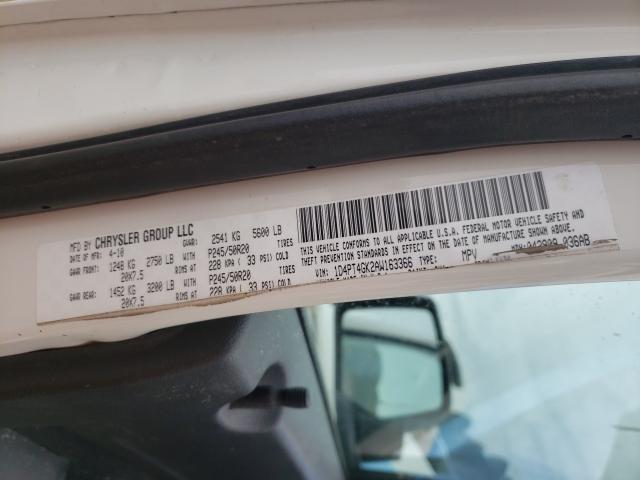 MFD BY CHRYSLER GROUP LLC
DATE OF MFR: 4-10 GVWR: 2541 KG 5600 LB
GAWR FRONT: 1248 KG 2750 LB P245/50R20 TIRES
20X7.5 RIMS AT 228 KPA ( 33 PSI) COLD
GAWR REAR: 1452 KG 3200 LB P245/50R20 TIRES
20X7.5 RIMS AT 228 KPA ( 33 PSI) COLD
THIS VEHICLE CONFORMS TO ALL APPLICABLE U.S.A. FEDERAL MOTOR VEHICLE SAFETY AND
THEFT PREVENTION STANDARDS IN EFFECT ON THE DATE OF MANUFACTURE SHOWN ABOVE.
VIN: 1D4PT4GK2AW163366 TYPE: MPV